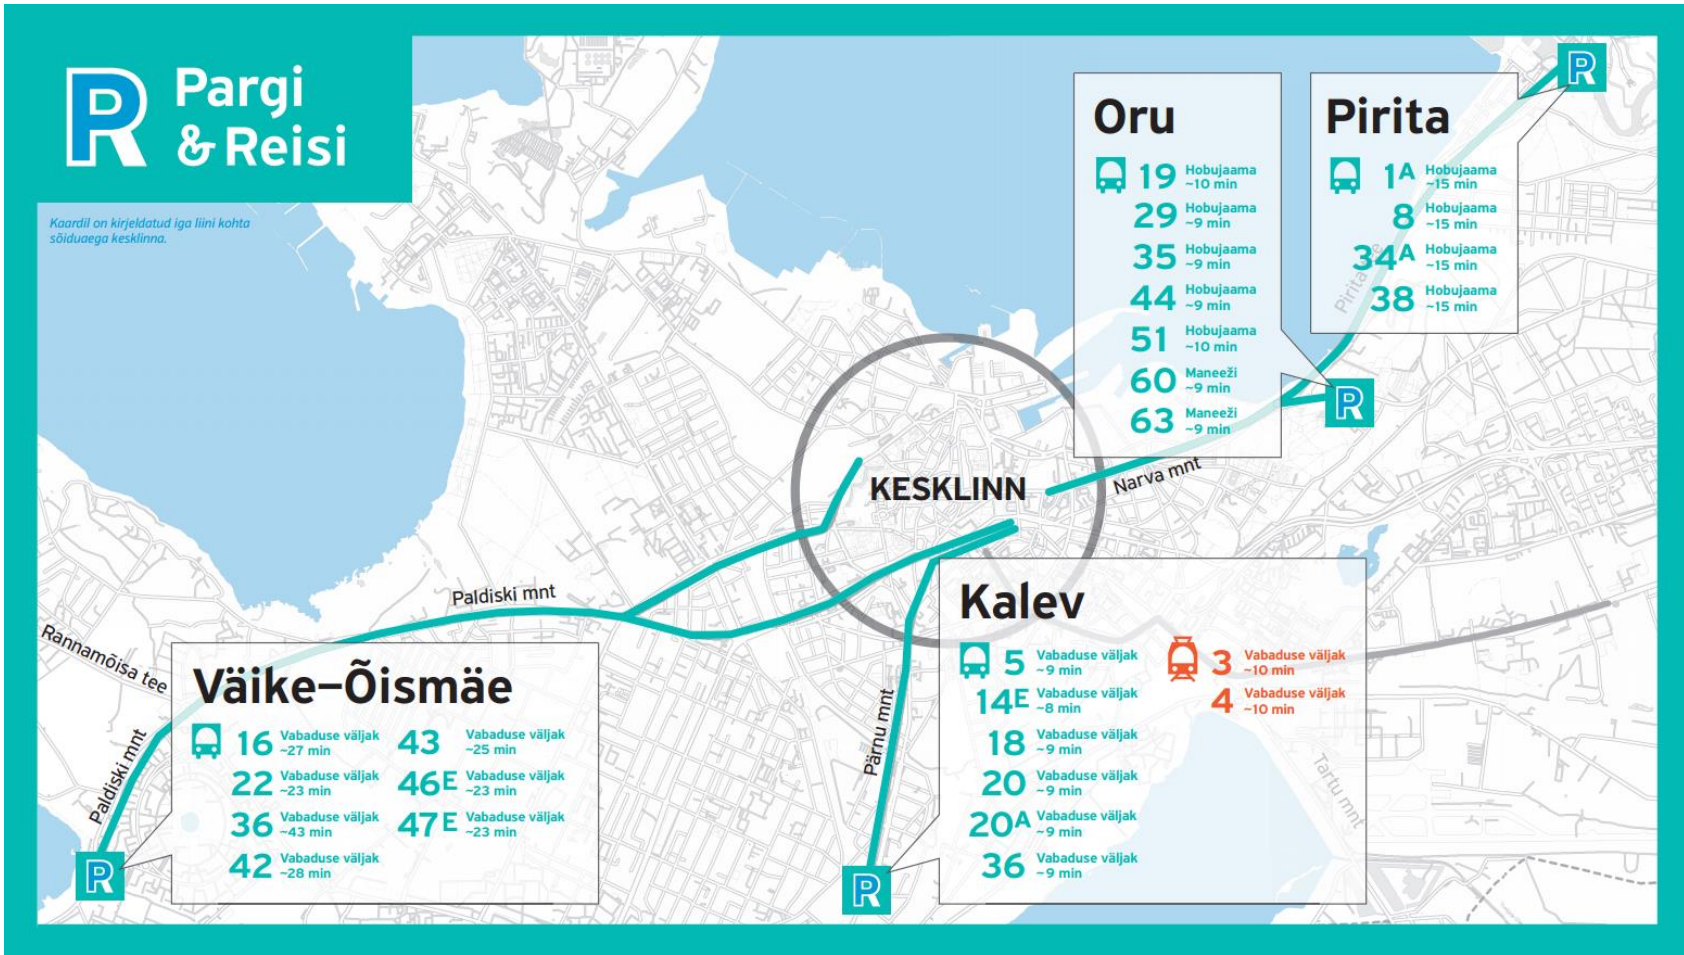 Pargi
& Reisi
Kaardil on kirjeldatud iga liini kohta
sõiduaega kesklinna.
Oru
19 Hobujaama ~10 min
29 Hobujaama ~9 min
35 Hobujaama ~9 min
44 Hobujaama ~9 min
51 Hobujaama ~10 min
60 Maneeži ~9 min
63 Maneeži ~9 min
Pirita
1A Hobujaama ~15 min
8 Hobujaama ~15 min
34A Hobujaama ~15 min
38 Hobujaama ~15 min
Pirita tee
R
R
KESKLINN
Narva mnt
Paldiski mnt
Rannamõisa tee
Paldiski mnt
Väike-Õismäe
16 Vabaduse väljak ~27 min
22 Vabaduse väljak ~23 min
36 Vabaduse väljak ~43 min
42 Vabaduse väljak ~28 min
43 Vabaduse väljak ~25 min
46E Vabaduse väljak ~23 min
47E Vabaduse väljak ~23 min
R
Pärnu mnt
Kalev
5 Vabaduse väljak ~9 min
14E Vabaduse väljak ~8 min
18 Vabaduse väljak ~9 min
20 Vabaduse väljak ~9 min
20A Vabaduse väljak ~9 min
36 Vabaduse väljak ~9 min
3 Vabaduse väljak ~10 min
4 Vabaduse väljak ~10 min
R
Tartu mnt